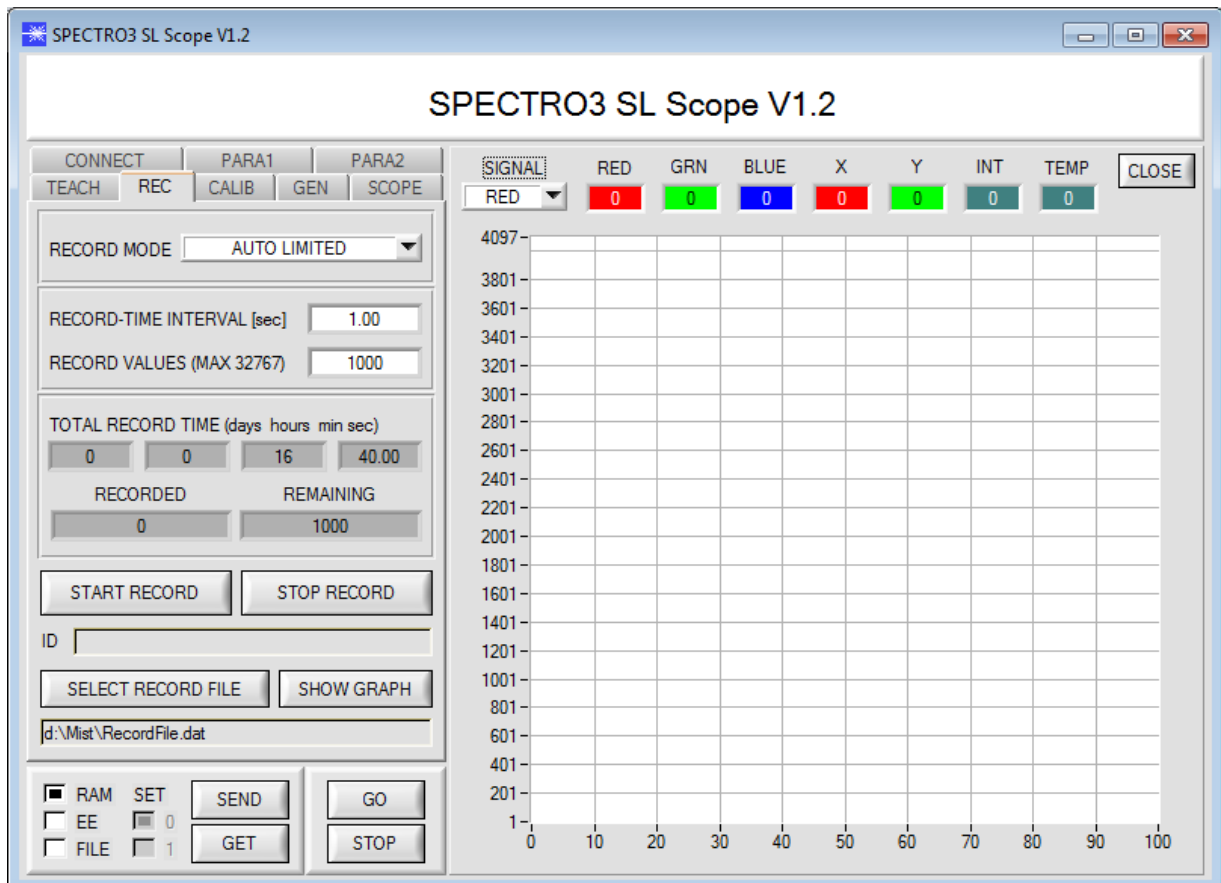 SPECTRO3 SL Scope V1.2
SPECTRO3 SL Scope V1.2
CONNECT PARA1 PARA2
TEACH REC CALIB GEN SCOPE
RECORD MODE AUTO LIMITED
RECORD-TIME INTERVAL [sec] 1.00
RECORD VALUES (MAX 32767) 1000
TOTAL RECORD TIME (days hours min sec)
0 0 16 40.00
RECORDED REMAINING
0 1000
START RECORD STOP RECORD
ID
SELECT RECORD FILE SHOW GRAPH
d:\Mist\RecordFile.dat
RAM SET SEND GO
EE 0
FILE 1 GET STOP
SIGNAL RED GRN BLUE X Y INT TEMP CLOSE
RED 0 0 0 0 0 0 0
4097
3801
3601
3401
3201
3001
2801
2601
2401
2201
2001
1801
1601
1401
1201
1001
801
601
401
201
1
0 10 20 30 40 50 60 70 80 90 100